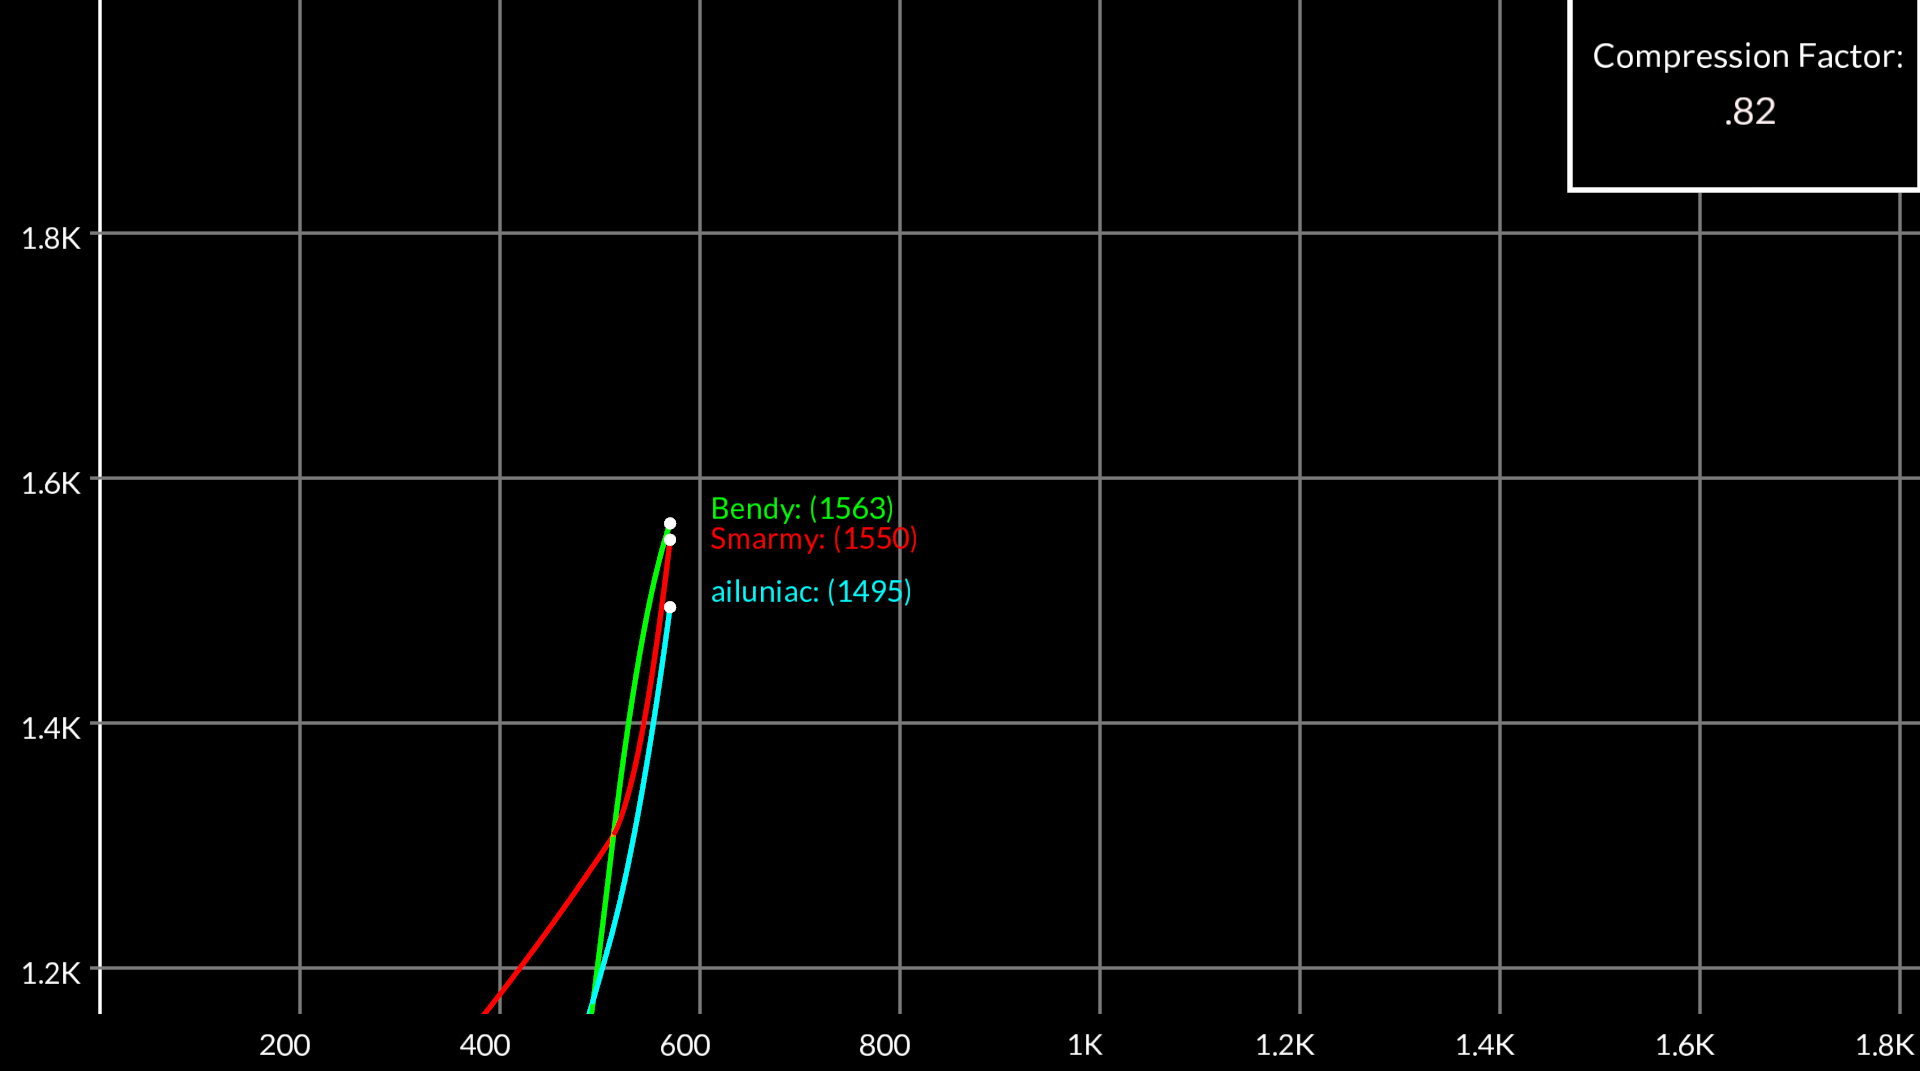 Compression Factor:
.82
1.8K
1.6K
Bendy: (1563)
Smarmy: (1550)
ailuniac: (1495)
1.4K
1.2K
200 400 600 800 1K 1.2K 1.4K 1.6K 1.8K